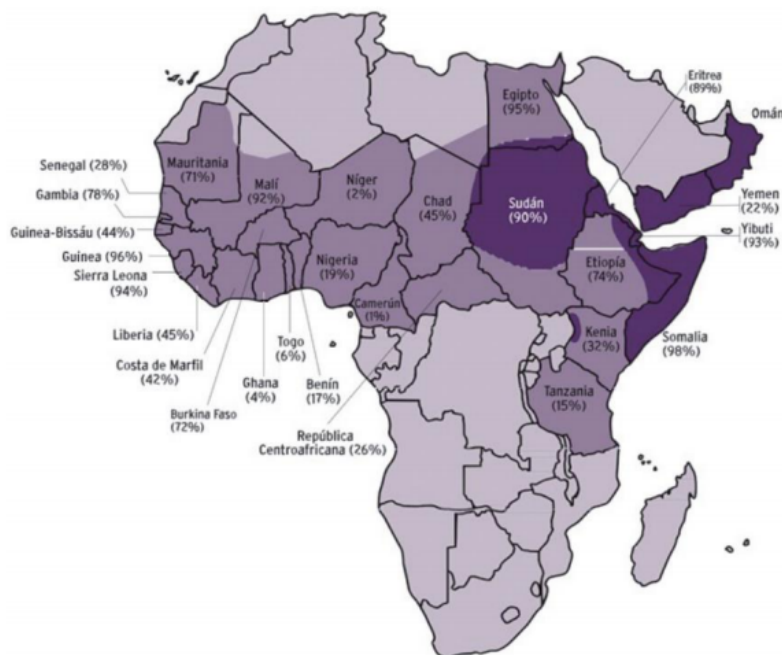 Eritrea
(89%)
Egipto
(95%)
Omán
Mauritania
(71%)
Senegal (28%)
Malí
(92%)
Níger
(2%)
Chad
(45%)
Sudán
(90%)
Yemen
(22%)
Gambia (78%)
Yibuti
(93%)
Guinea-Bissáu (44%)
Guinea (96%)
Nigeria
(19%)
Etiopía
(74%)
Sierra Leona
(94%)
Camerún
(1%)
Liberia (45%)
Togo
(6%)
Kenia
(32%)
Somalia
(98%)
Costa de Marfil
(42%)
Ghana
(4%)
Benín
(17%)
Tanzania
(15%)
Burkina Faso
(72%)
República
Centroafricana (26%)